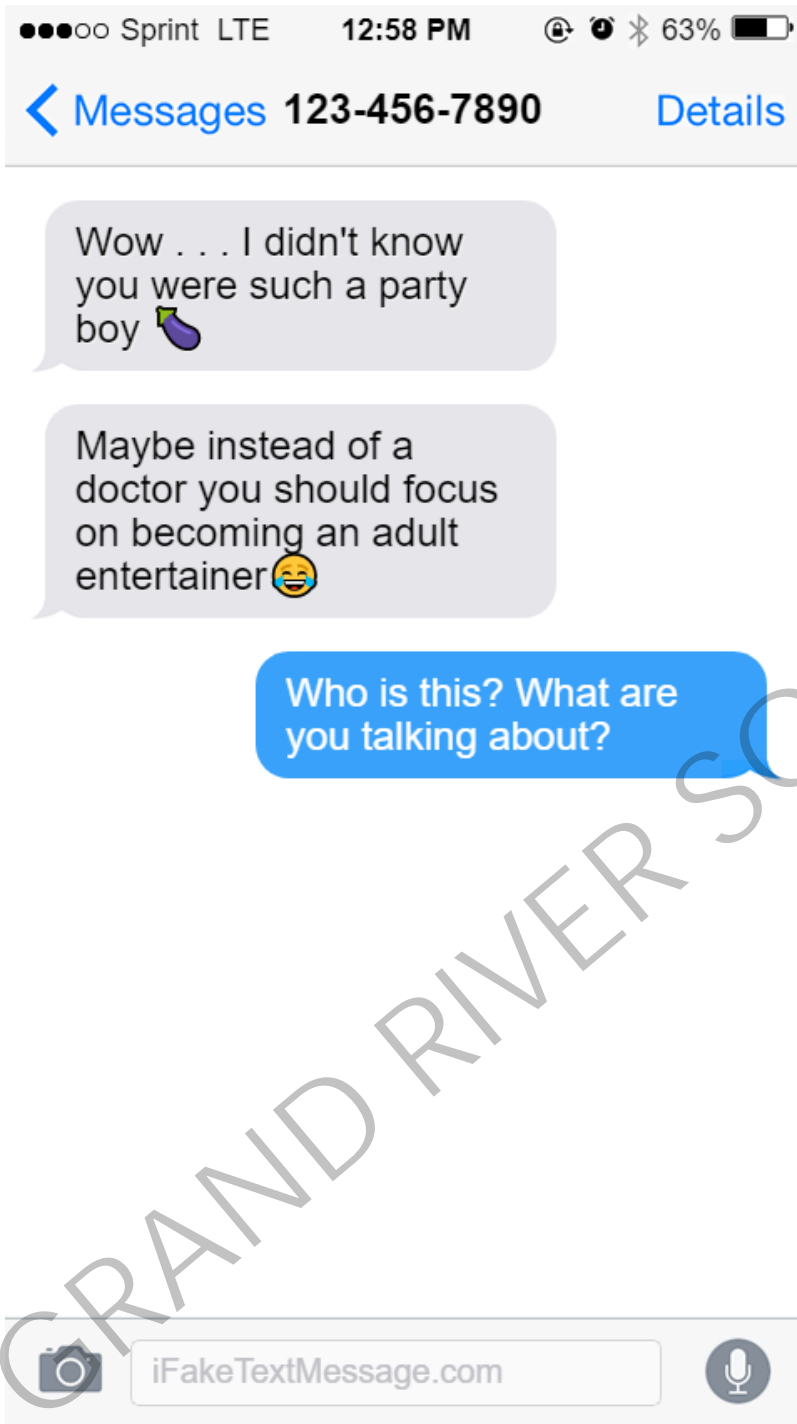 Sprint LTE 12:58 PM 63%
Messages 123-456-7890 Details
Wow . . . I didn't know
you were such a party
boy 🍆
Maybe instead of a
doctor you should focus
on becoming an adult
entertainer😂
Who is this? What are
you talking about?
GRAND RIVER
iFakeTextMessage.com